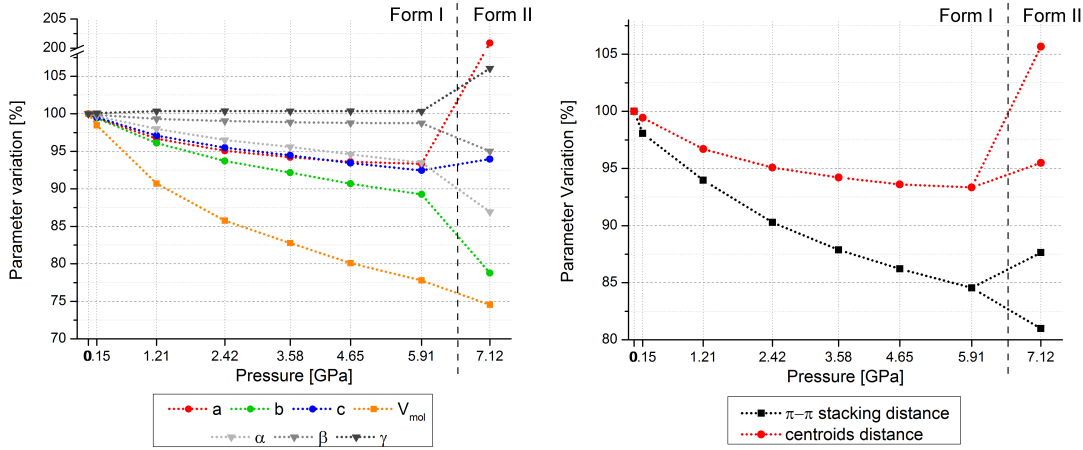 Form I Form II
205
200
105
100
95
90
85
80
75
70
Parameter variation [%]
0 0.15 1.21 2.42 3.58 4.65 5.91 7.12
Pressure [GPa]
a b c Vmol
α β γ
Form I Form II
105
100
95
90
85
80
Parameter Variation [%]
0 0.15 1.21 2.42 3.58 4.65 5.91 7.12
Pressure [GPa]
π−π stacking distance
centroids distance